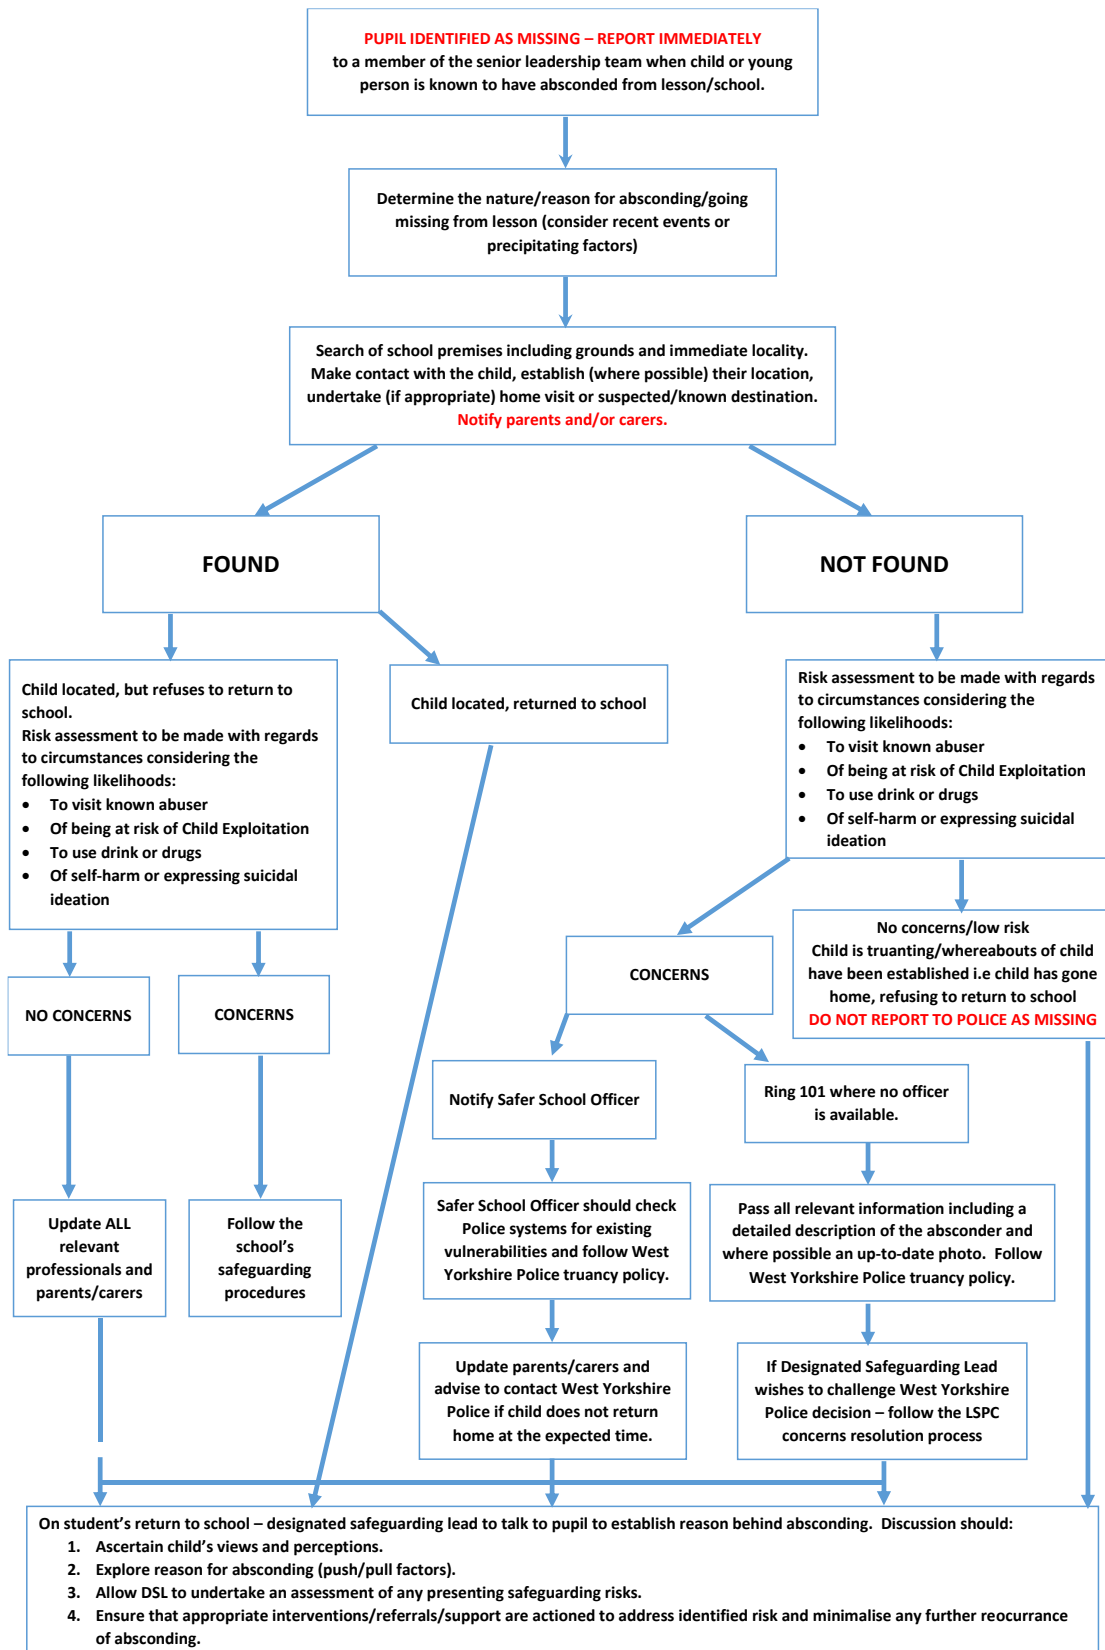 PUPIL IDENTIFIED AS MISSING – REPORT IMMEDIATELY
to a member of the senior leadership team when child or young
person is known to have absconded from lesson/school.
Determine the nature/reason for absconding/going
missing from lesson (consider recent events or
precipitating factors)
Search of school premises including grounds and immediate locality.
Make contact with the child, establish (where possible) their location,
undertake (if appropriate) home visit or suspected/known destination.
Notify parents and/or carers.
FOUND
NOT FOUND
Child located, but refuses to return to
school.
Risk assessment to be made with regards
to circumstances considering the
following likelihoods:
• To visit known abuser
• Of being at risk of Child Exploitation
• To use drink or drugs
• Of self-harm or expressing suicidal
ideation
Child located, returned to school
Risk assessment to be made with regards
to circumstances considering the
following likelihoods:
• To visit known abuser
• Of being at risk of Child Exploitation
• To use drink or drugs
• Of self-harm or expressing suicidal
ideation
NO CONCERNS
CONCERNS
CONCERNS
No concerns/low risk
Child is truanting/whereabouts of child
have been established i.e child has gone
home, refusing to return to school
DO NOT REPORT TO POLICE AS MISSING
Notify Safer School Officer
Ring 101 where no officer
is available.
Update ALL
relevant
professionals and
parents/carers
Follow the
school's
safeguarding
procedures
Safer School Officer should check
Police systems for existing
vulnerabilities and follow West
Yorkshire Police truancy policy.
Pass all relevant information including a
detailed description of the absconder and
where possible an up-to-date photo.  Follow
West Yorkshire Police truancy policy.
Update parents/carers and
advise to contact West Yorkshire
Police if child does not return
home at the expected time.
If Designated Safeguarding Lead
wishes to challenge West Yorkshire
Police decision – follow the LSPC
concerns resolution process
On student's return to school – designated safeguarding lead to talk to pupil to establish reason behind absconding.  Discussion should:
1. Ascertain child's views and perceptions.
2. Explore reason for absconding (push/pull factors).
3. Allow DSL to undertake an assessment of any presenting safeguarding risks.
4. Ensure that appropriate interventions/referrals/support are actioned to address identified risk and minimalise any further reocurrance
of absconding.